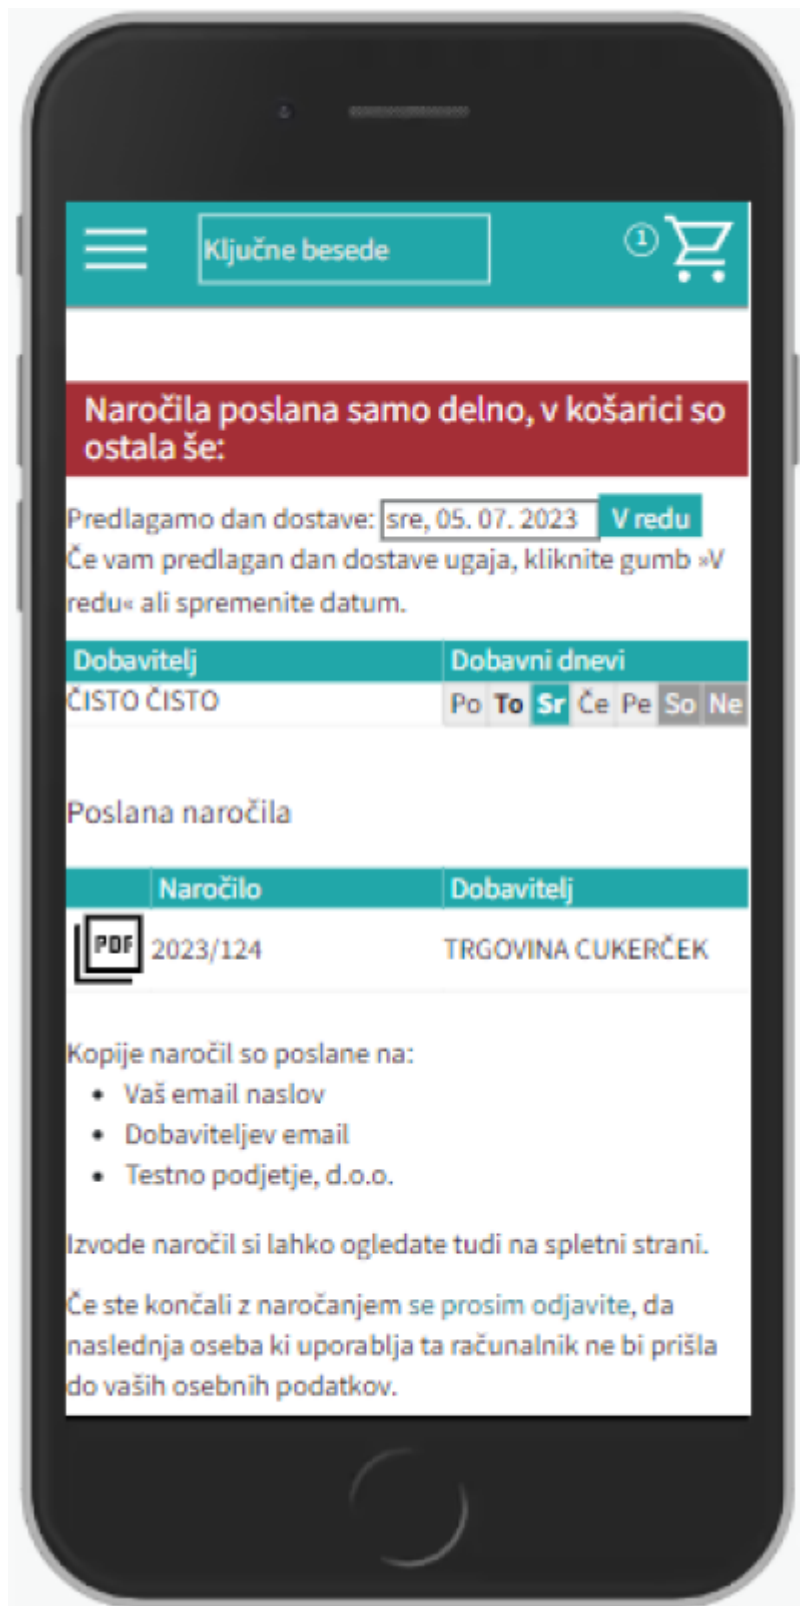 Ključne besede
1
Naročila poslana samo delno, v košarici so
ostala še:
Predlagamo dan dostave: sre, 05. 07. 2023 V redu
Če vam predlagan dan dostave ugaja, kliknite gumb »V
redu« ali spremenite datum.
Dobavitelj Dobavni dnevi
ČISTO ČISTO Po To Sr Če Pe So Ne
Poslana naročila
Naročilo Dobavitelj
PDF 2023/124 TRGOVINA CUKERČEK
Kopije naročil so poslane na:
• Vaš email naslov
• Dobaviteljev email
• Testno podjetje, d.o.o.
Izvode naročil si lahko ogledate tudi na spletni strani.
Če ste končali z naročanjem se prosim odjavite, da
naslednja oseba ki uporablja ta računalnik ne bi prišla
do vaših osebnih podatkov.